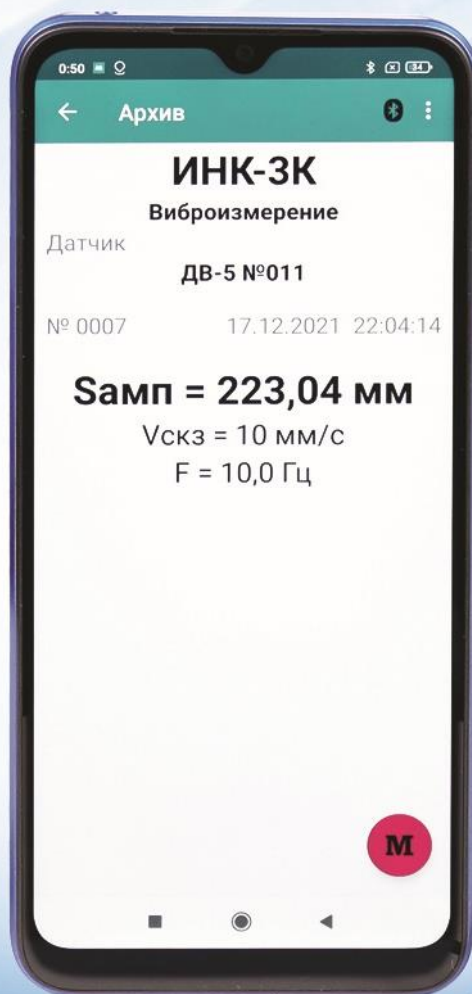 0:50 34
Архив
ИНК-3К
Виброизмерение
Датчик
ДВ-5 №011
№ 0007 17.12.2021 22:04:14
Sамп = 223,04 мм
Vскз = 10 мм/с
F = 10,0 Гц
М